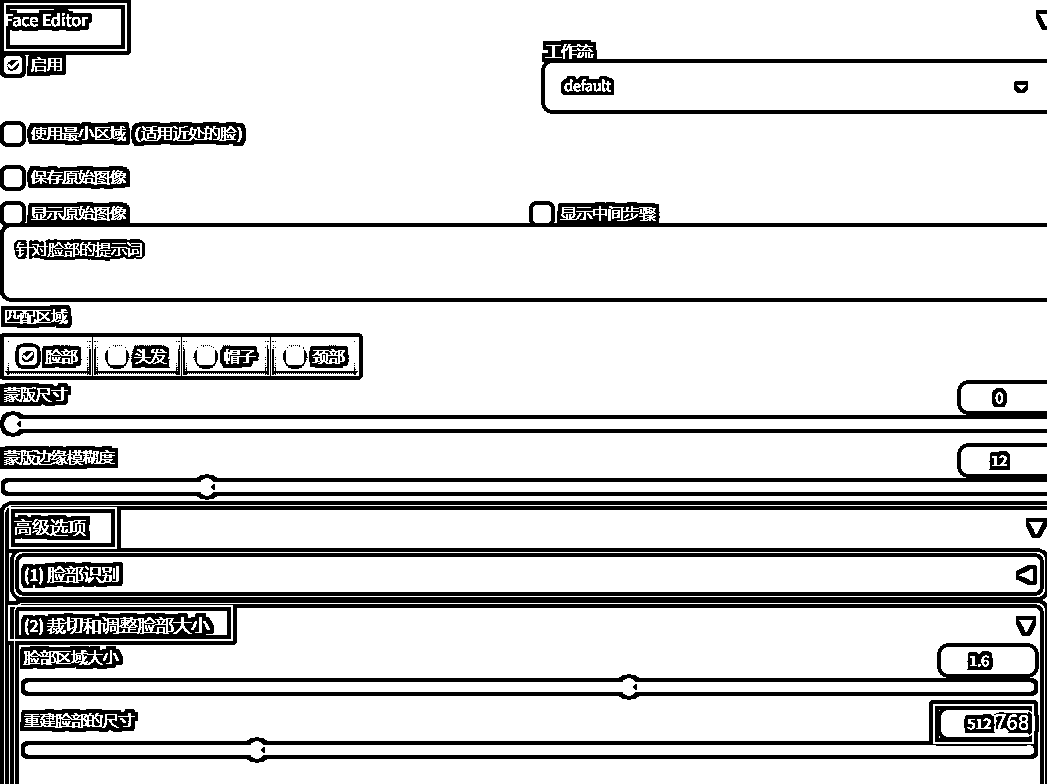 Face Editor
启用
工作流
default
使用最小区域 (适用近处的脸)
保存原始图像
显示原始图像
显示中间步骤
针对脸部的提示词
匹配区域
脸部 头发 帽子 颈部
蒙版尺寸
0
蒙版边缘模糊度
12
高级选项
(1) 脸部识别
(2) 裁切和调整脸部大小
脸部区域大小
1.6
重建脸部的尺寸
512 768